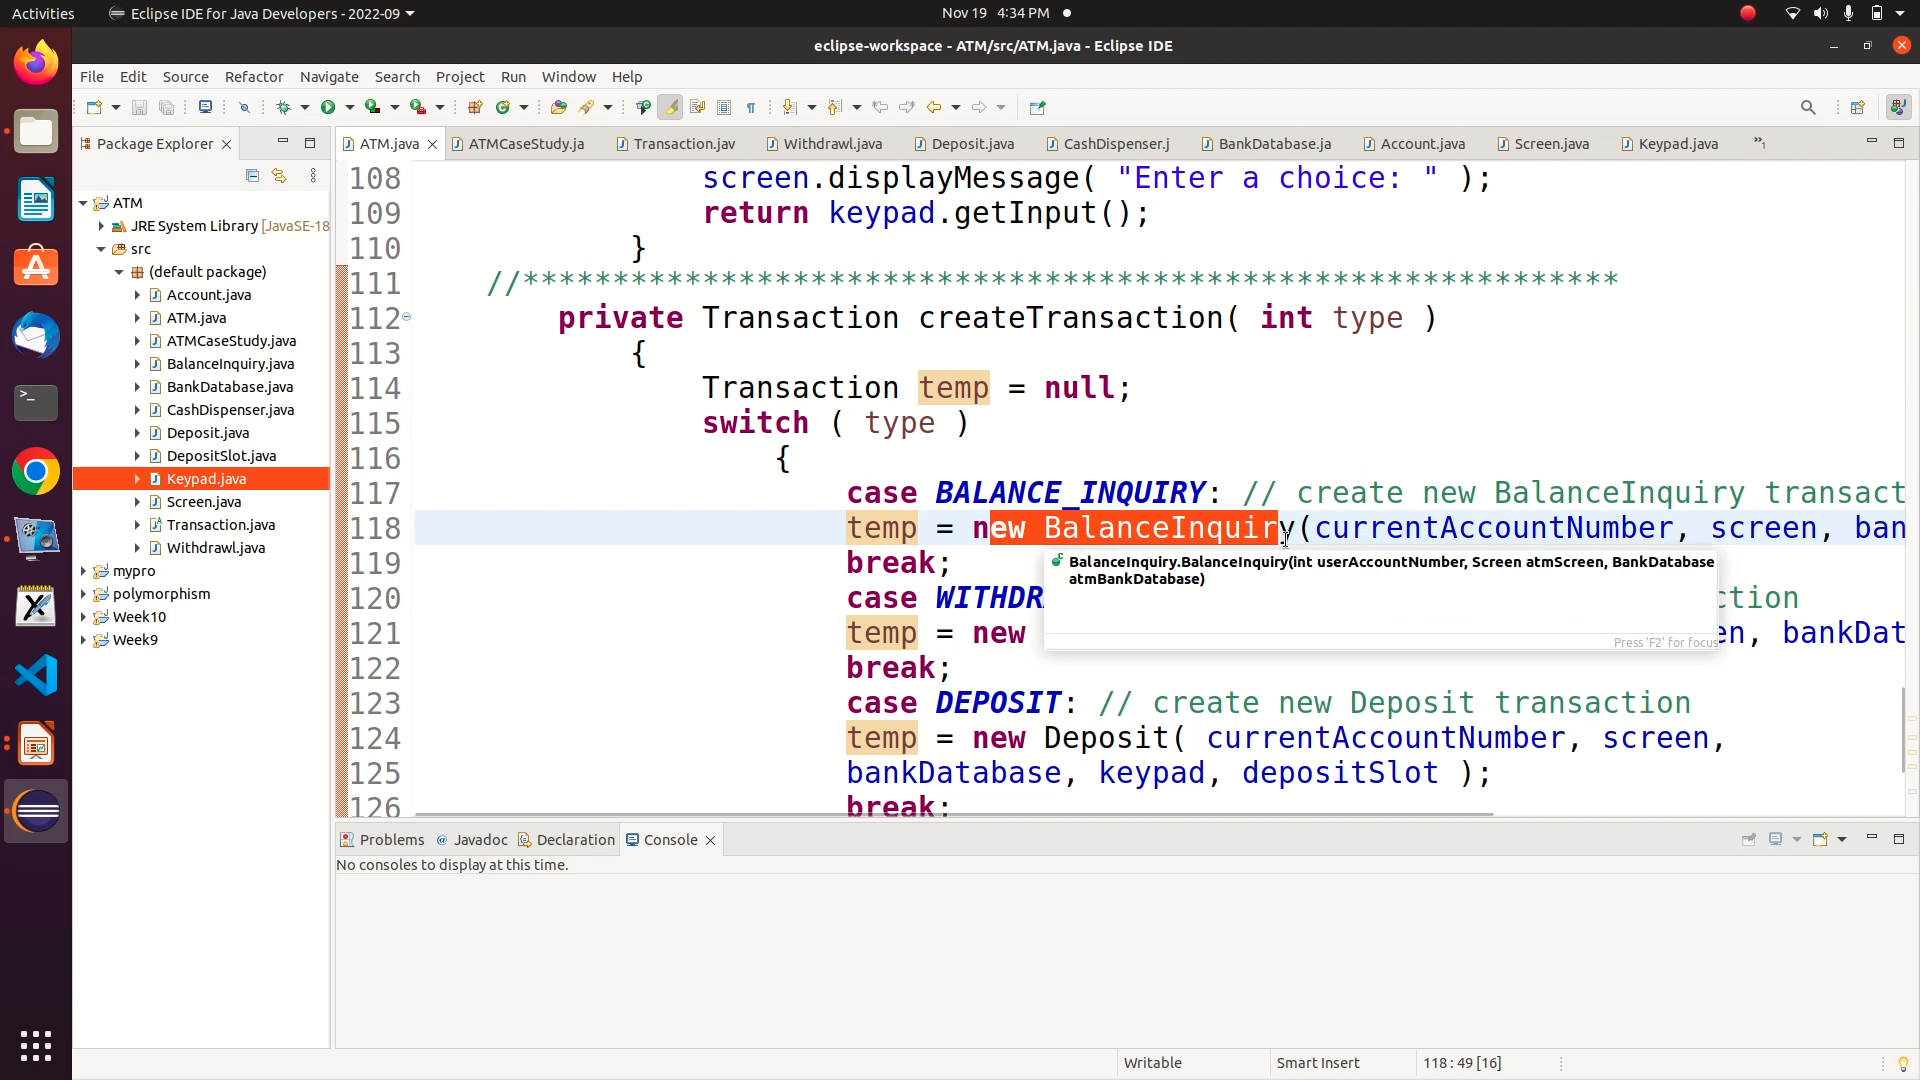 Activities Eclipse IDE for Java Developers - 2022-09 Nov 19 4:34 PM
eclipse-workspace - ATM/src/ATM.java - Eclipse IDE
File Edit Source Refactor Navigate Search Project Run Window Help
Package Explorer ATM.java ATMCaseStudy.ja Transaction.jav Withdrawl.java Deposit.java CashDispenser.j BankDatabase.ja Account.java Screen.java Keypad.java »1
ATM
JRE System Library [JavaSE-18
src
(default package)
Account.java
ATM.java
ATMCaseStudy.java
BalanceInquiry.java
BankDatabase.java
CashDispenser.java
Deposit.java
DepositSlot.java
Keypad.java
Screen.java
Transaction.java
Withdrawl.java
mypro
polymorphism
Week10
Week9
108 screen.displayMessage( "Enter a choice: " );
109 return keypad.getInput();
110 }
111 //*************************************************************
112 private Transaction createTransaction( int type )
113 {
114 Transaction temp = null;
115 switch ( type )
116 {
117 case BALANCE_INQUIRY: // create new BalanceInquiry transact
118 temp = new BalanceInquiry(currentAccountNumber, screen, ban
119 break;
120 case WITHDR ction
121 temp = new en, bankDat
122 break;
123 case DEPOSIT: // create new Deposit transaction
124 temp = new Deposit( currentAccountNumber, screen,
125 bankDatabase, keypad, depositSlot );
126 break;
BalanceInquiry.BalanceInquiry(int userAccountNumber, Screen atmScreen, BankDatabase
atmBankDatabase)
Press 'F2' for focus
Problems Javadoc Declaration Console
No consoles to display at this time.
Writable Smart Insert 118 : 49 [16]